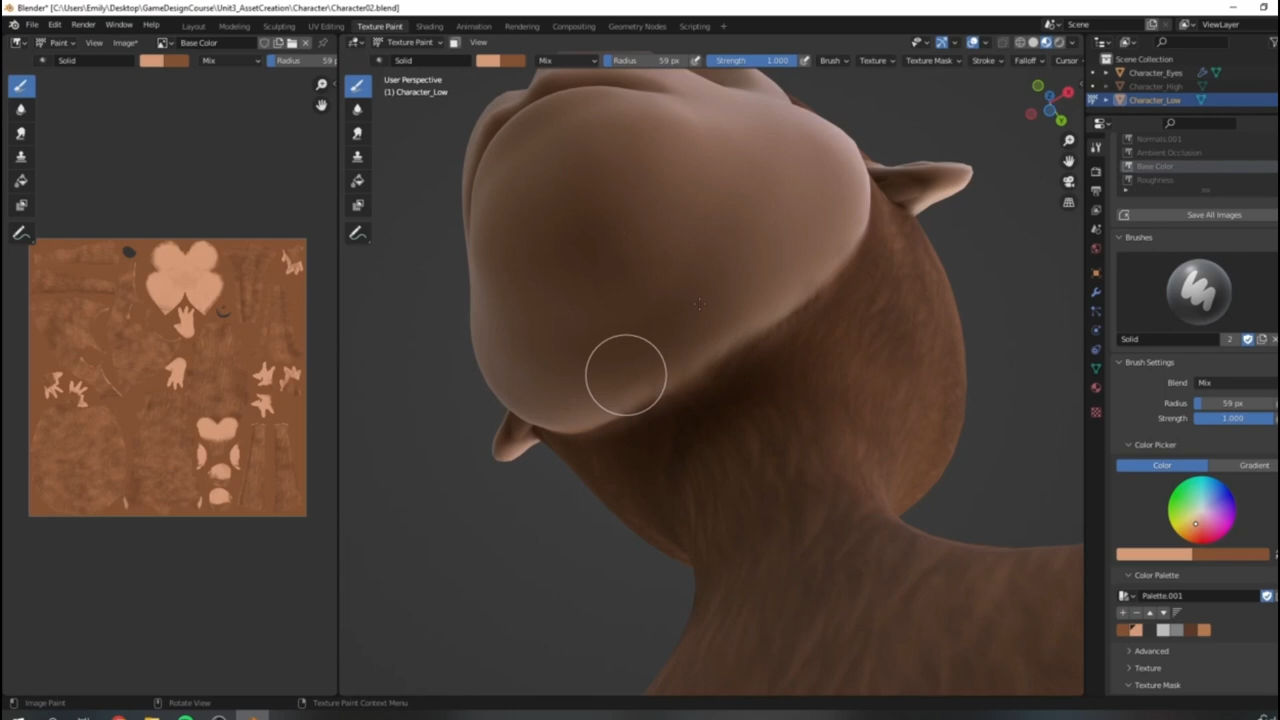 Blender* [C:\Users\Emily\Desktop\GameDesignCourse\Unit3_AssetCreation\Character\Character02.blend]
File Edit Render Window Help Layout Modeling Sculpting UV Editing Texture Paint Shading Animation Rendering Compositing Geometry Nodes Scripting + Scene ViewLayer
Paint View Image* Base Color Texture Paint View
Solid Mix Radius 59 p Solid Mix Radius 59 px Strength 1.000 Brush Texture Texture Mask Stroke Falloff Cursor
Scene Collection
Character_Eyes
Character_High
Character_Low
User Perspective
(1) Character_Low
Normals.001
Ambient Occlusion
Base Color
Roughness
Save All Images
Brushes
Solid 2
Brush Settings
Blend Mix
Radius 59 px
Strength 1.000
Color Picker
Color Gradient
Color Palette
Palette.001
Advanced
Texture
Texture Mask
Image Paint Rotate View Texture Paint Context Menu